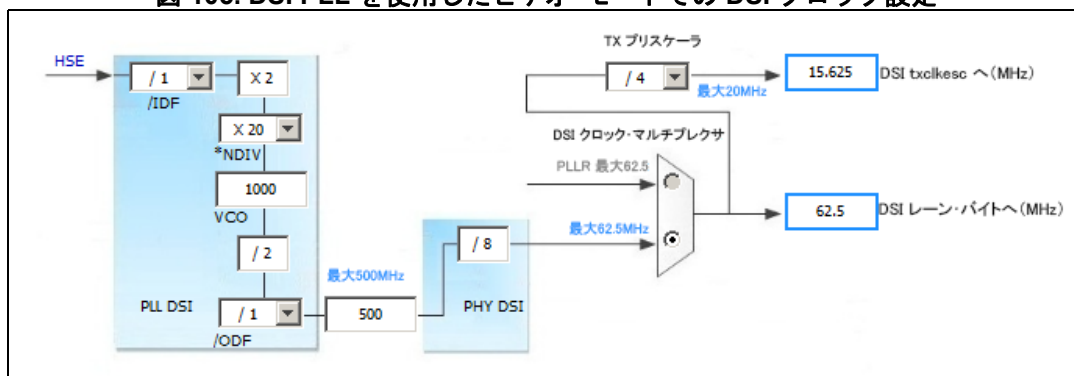 HSE
/ 1
/IDF
X 2
X 20
*NDIV
1000
VCO
/ 2
/ 1
/ODF
PLL DSI
最大500MHz
500
/ 8
PHY DSI
TX プリスケーラ
/ 4
最大20MHz
15.625
DSI txclkesc へ(MHz)
DSI クロック・マルチプレクサ
PLLR 最大62.5
最大62.5MHz
62.5
DSI レーン・バイトへ(MHz)